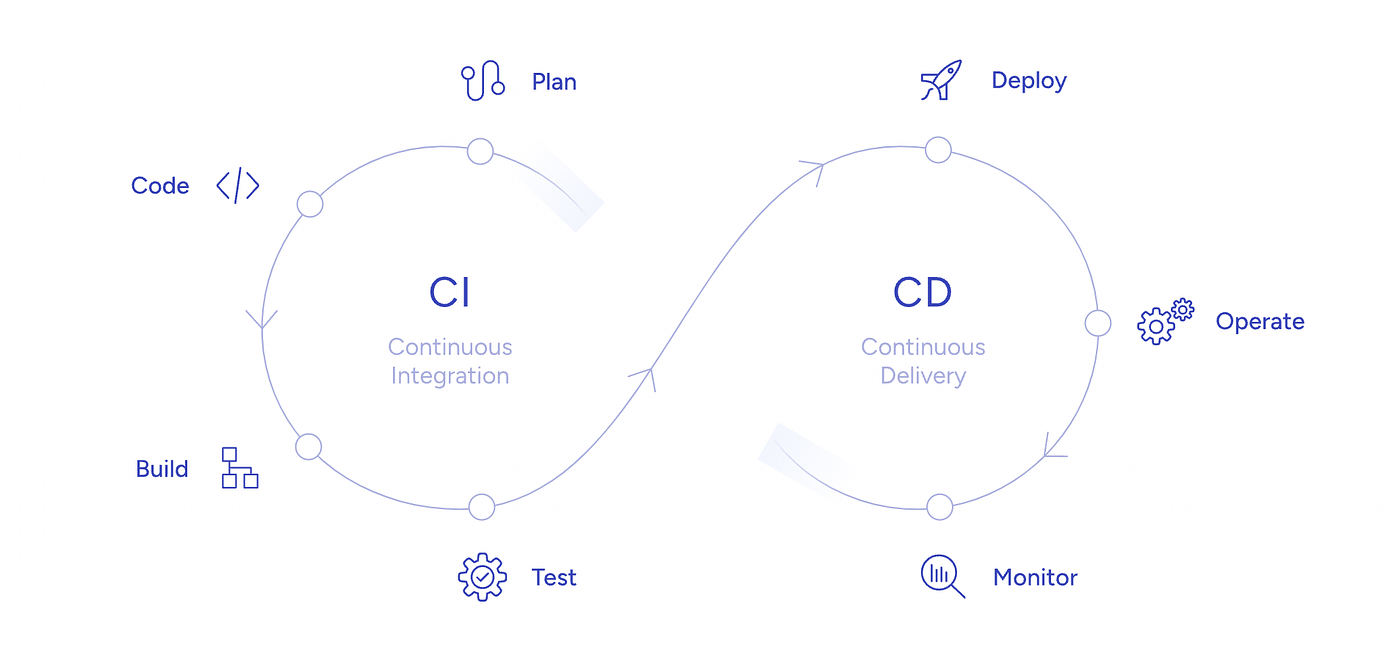 Plan
Deploy
Code
CI
CD
Continuous
Integration
Continuous
Delivery
Operate
Build
Test
Monitor